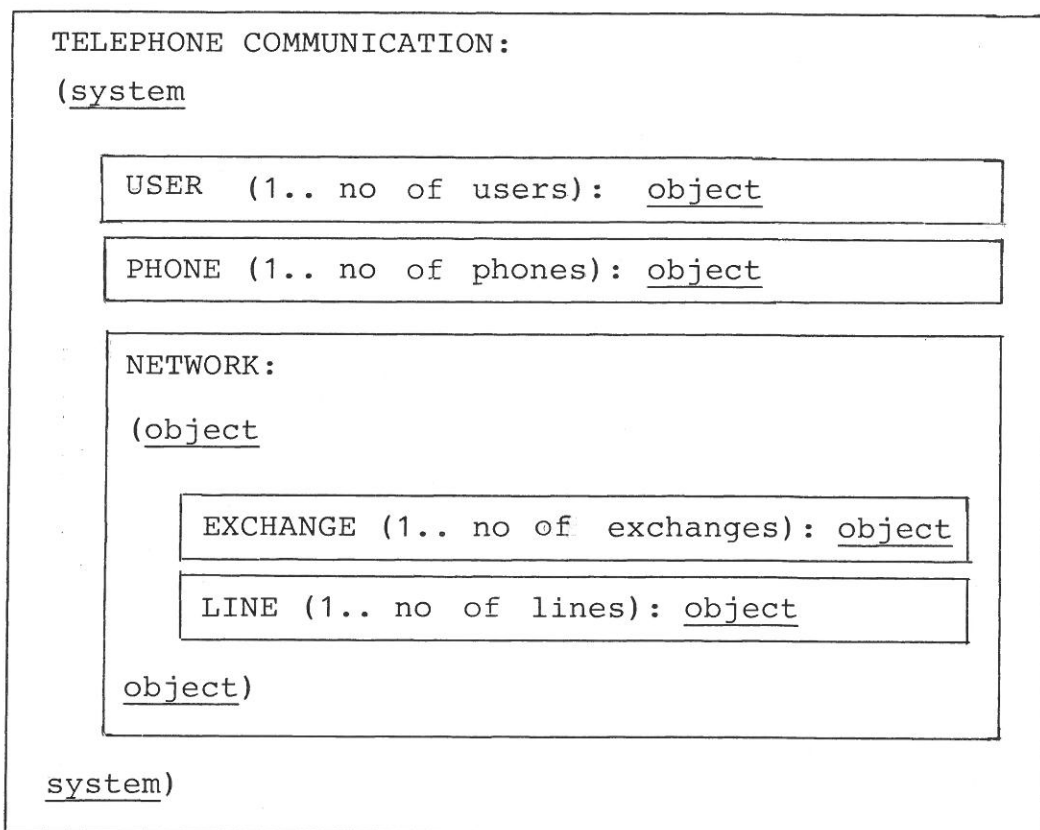 TELEPHONE COMMUNICATION:
(system
USER (1.. no of users): object
PHONE (1.. no of phones): object
NETWORK:
(object
EXCHANGE (1.. no of exchanges): object
LINE (1.. no of lines): object
object)
system)